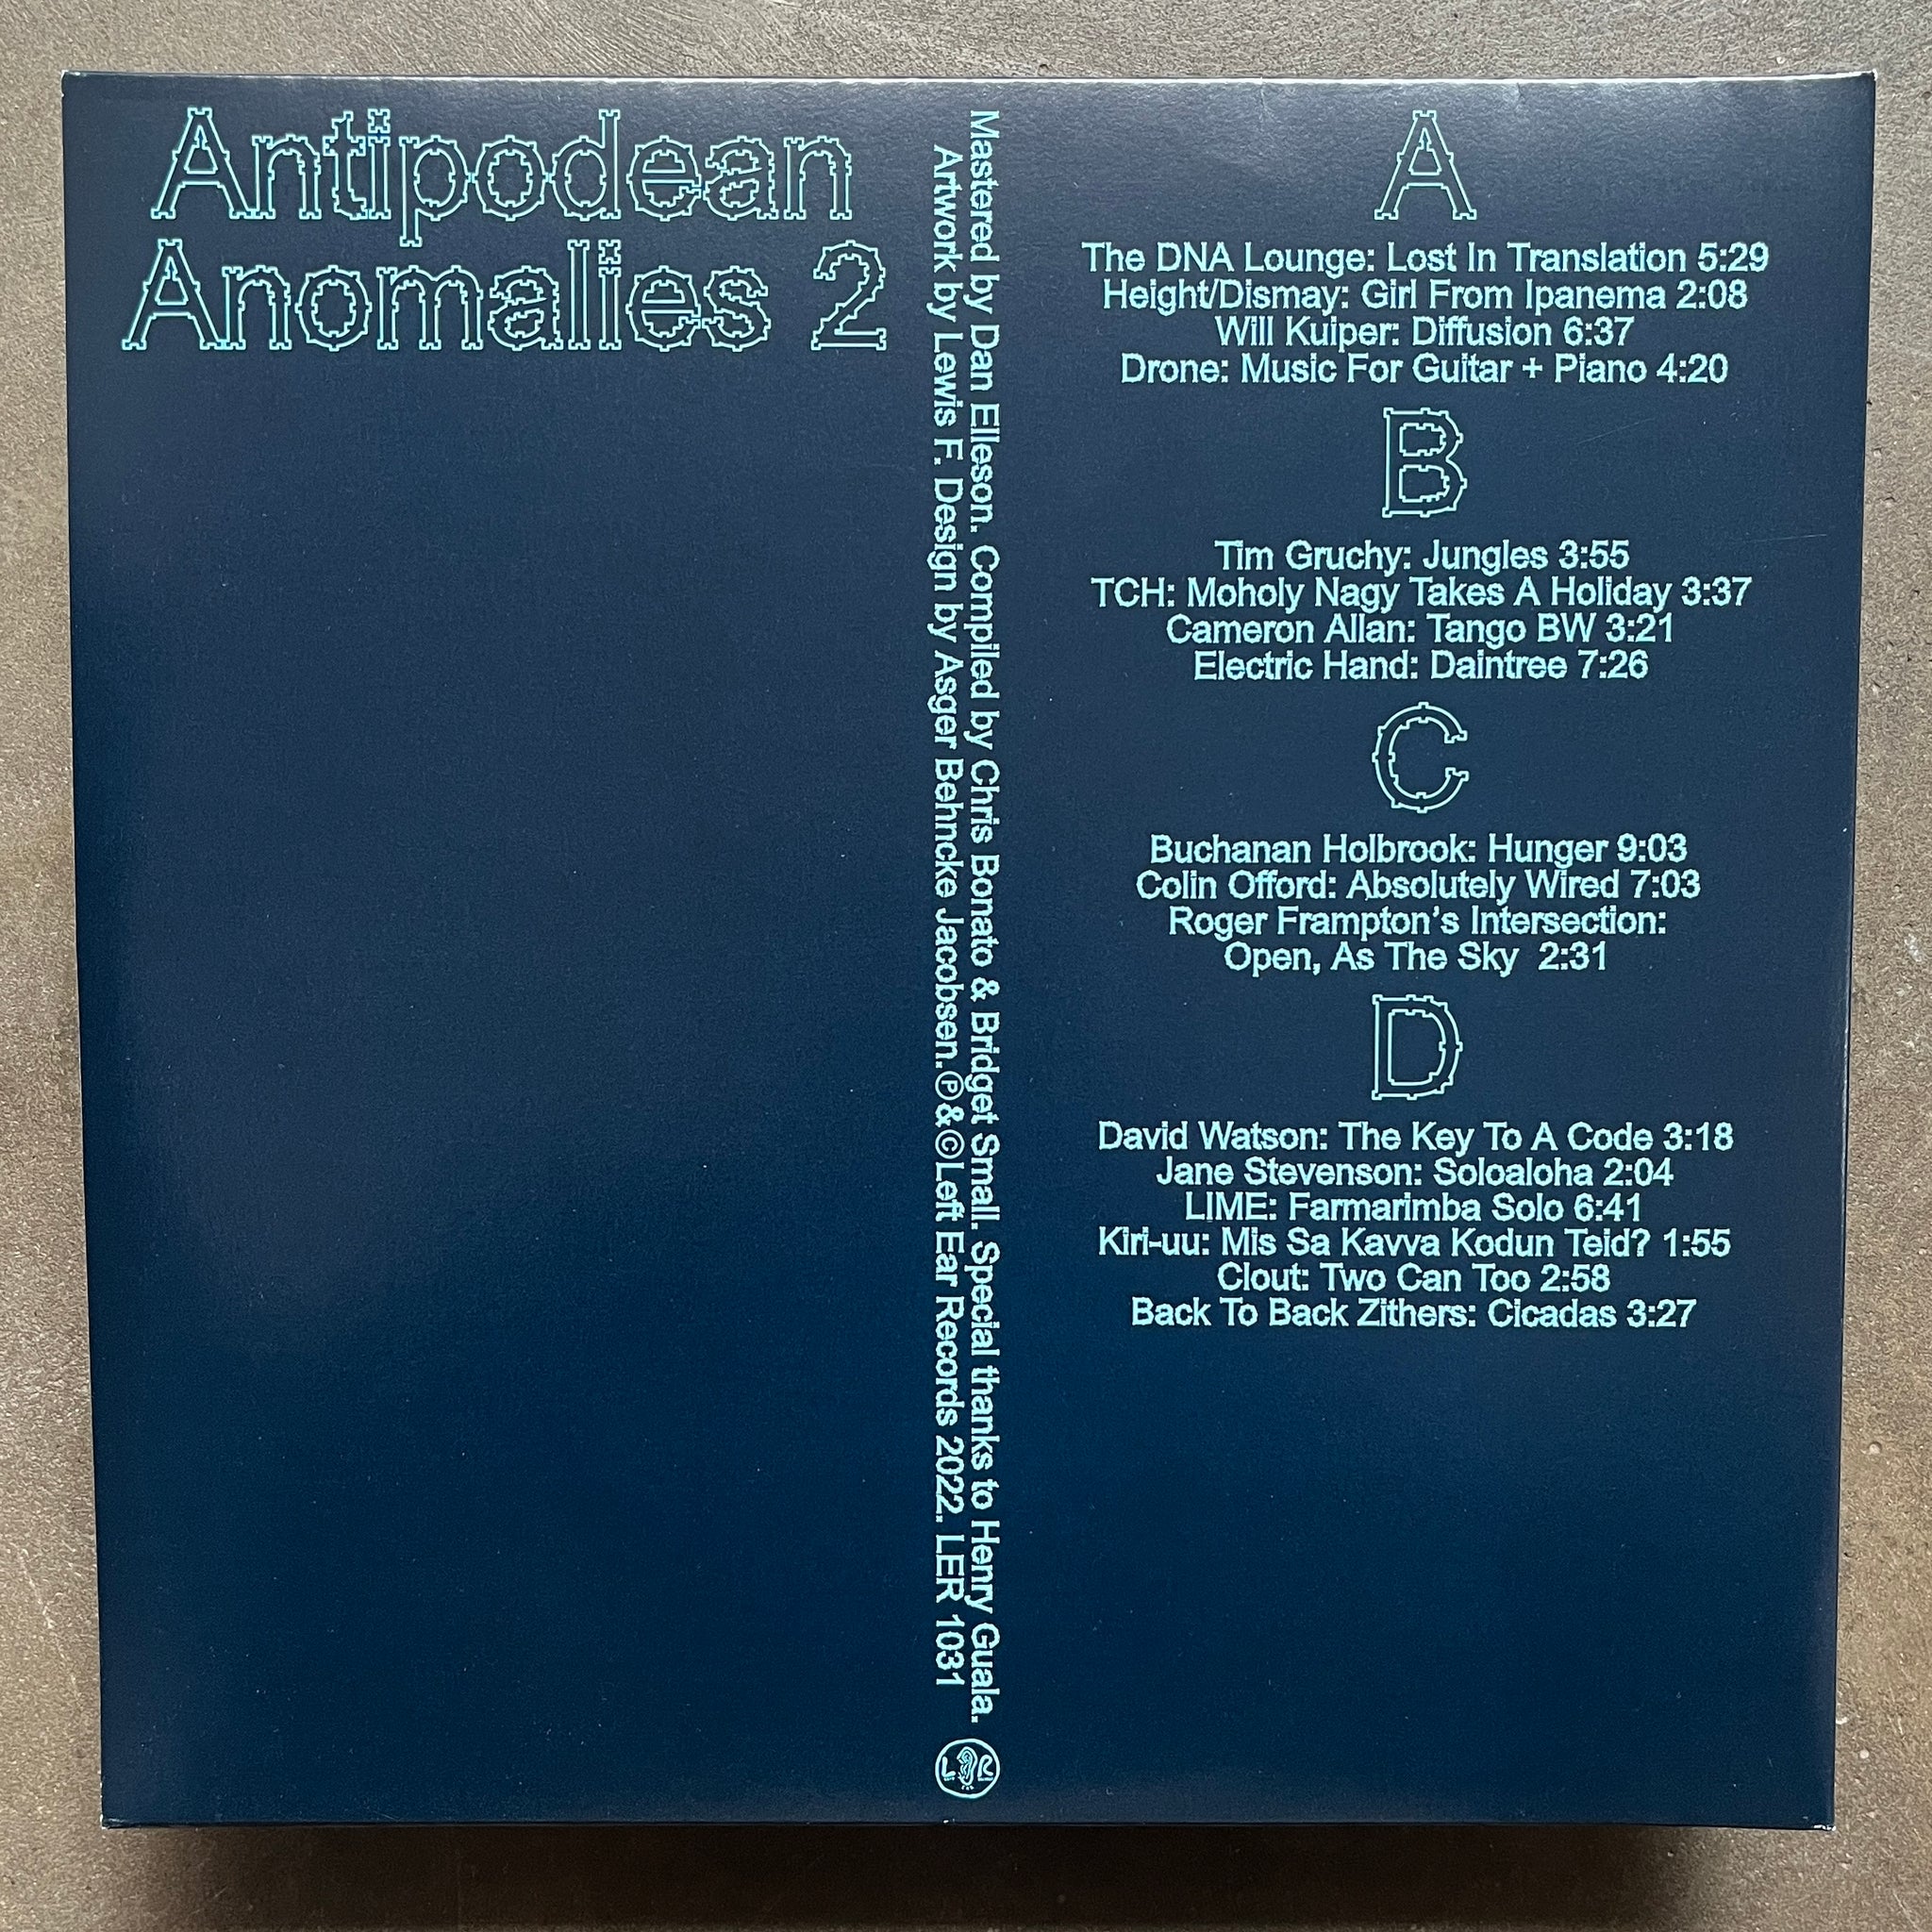 Antipodean
Anomalies 2
Mastered by Dan Elleson. Compiled by Chris Bonato & Bridget Small. Special thanks to Henry Guala.
Artwork by Lewis F. Design by Asger Behncke Jacobsen.Ⓟ&©Left Ear Records 2022. LER 1031
L R
A
The DNA Lounge: Lost In Translation 5:29
Height/Dismay: Girl From Ipanema 2:08
Will Kuiper: Diffusion 6:37
Drone: Music For Guitar + Piano 4:20
B
Tim Gruchy: Jungles 3:55
TCH: Moholy Nagy Takes A Holiday 3:37
Cameron Allan: Tango BW 3:21
Electric Hand: Daintree 7:26
C
Buchanan Holbrook: Hunger 9:03
Colin Offord: Absolutely Wired 7:03
Roger Frampton's Intersection:
Open, As The Sky 2:31
D
David Watson: The Key To A Code 3:18
Jane Stevenson: Soloaloha 2:04
LIME: Farmarimba Solo 6:41
Kiri-uu: Mis Sa Kavva Kodun Teid? 1:55
Clout: Two Can Too 2:58
Back To Back Zithers: Cicadas 3:27